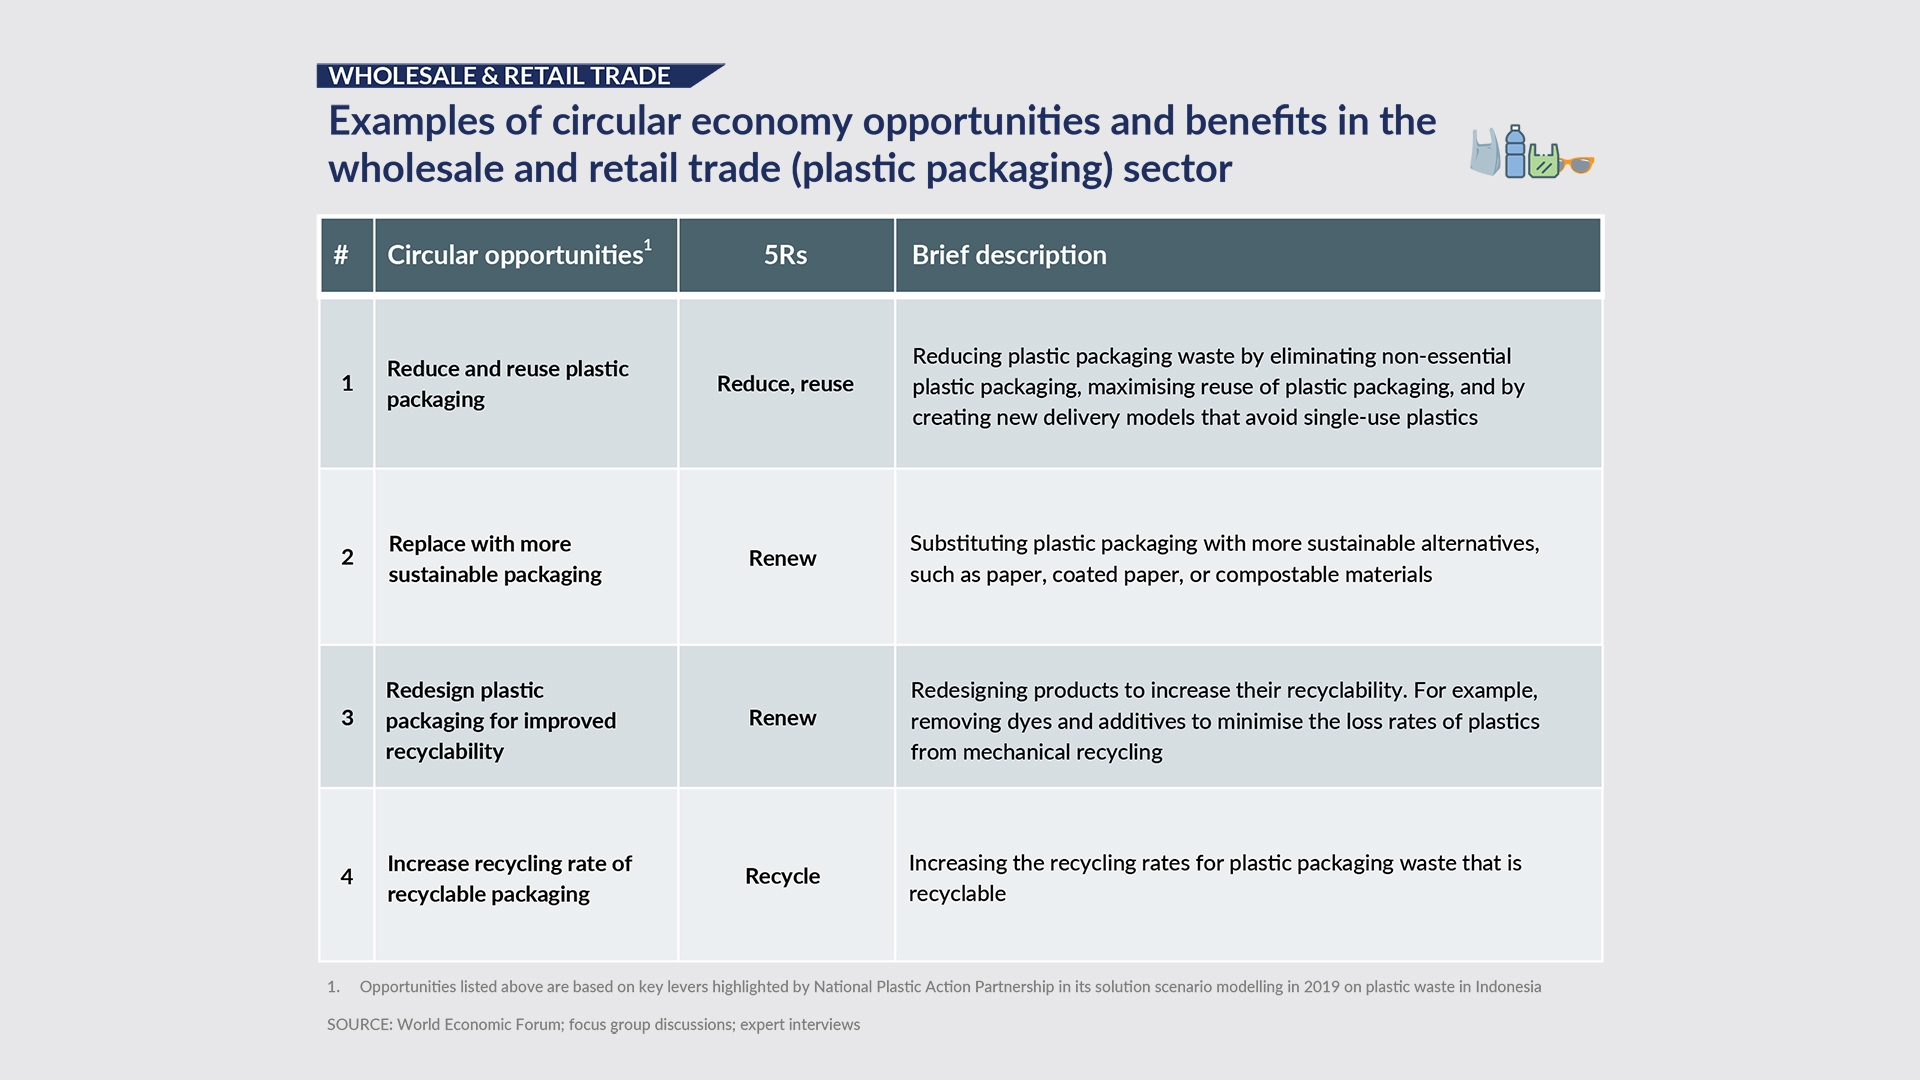 WHOLESALE & RETAIL TRADE
Examples of circular economy opportunities and benefits in the
wholesale and retail trade (plastic packaging) sector
#
Circular opportunities1
5Rs
Brief description
1
Reduce and reuse plastic
packaging
Reduce, reuse
Reducing plastic packaging waste by eliminating non-essential
plastic packaging, maximising reuse of plastic packaging, and by
creating new delivery models that avoid single-use plastics
2
Replace with more
sustainable packaging
Renew
Substituting plastic packaging with more sustainable alternatives,
such as paper, coated paper, or compostable materials
3
Redesign plastic
packaging for improved
recyclability
Renew
Redesigning products to increase their recyclability. For example,
removing dyes and additives to minimise the loss rates of plastics
from mechanical recycling
4
Increase recycling rate of
recyclable packaging
Recycle
Increasing the recycling rates for plastic packaging waste that is
recyclable
1. Opportunities listed above are based on key levers highlighted by National Plastic Action Partnership in its solution scenario modelling in 2019 on plastic waste in Indonesia
SOURCE: World Economic Forum; focus group discussions; expert interviews